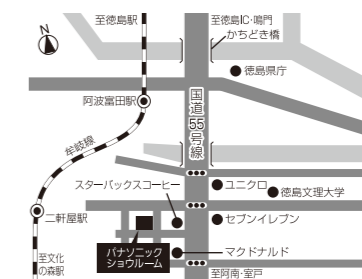 至徳島駅
至徳島IC・鳴門
かちどき橋
N
徳島県庁
阿波富田駅
国道55号線
牟岐線
スターバックスコーヒー
ユニクロ
徳島文理大学
二軒屋駅
セブンイレブン
パナソニック
ショウルーム
マクドナルド
至文化
の森駅
至阿南・室戸